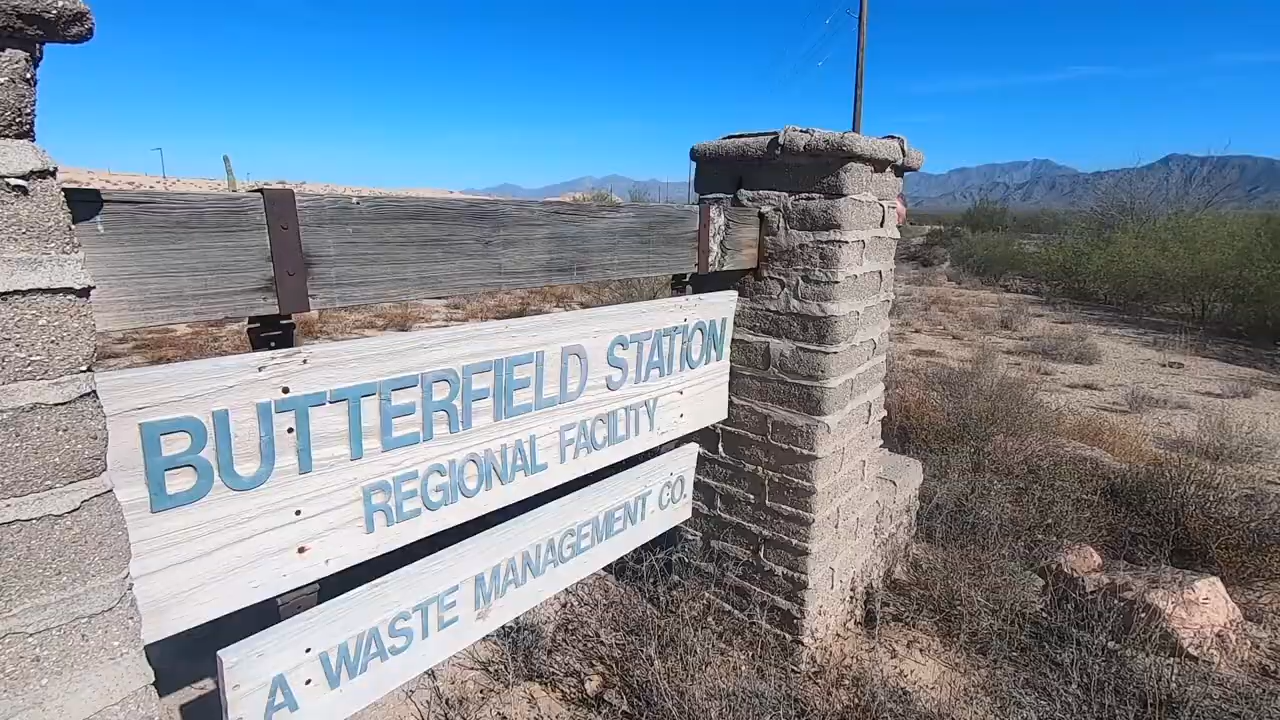 BUTTERFIELD STATION
REGIONAL FACILITY
A WASTE MANAGEMENT CO.